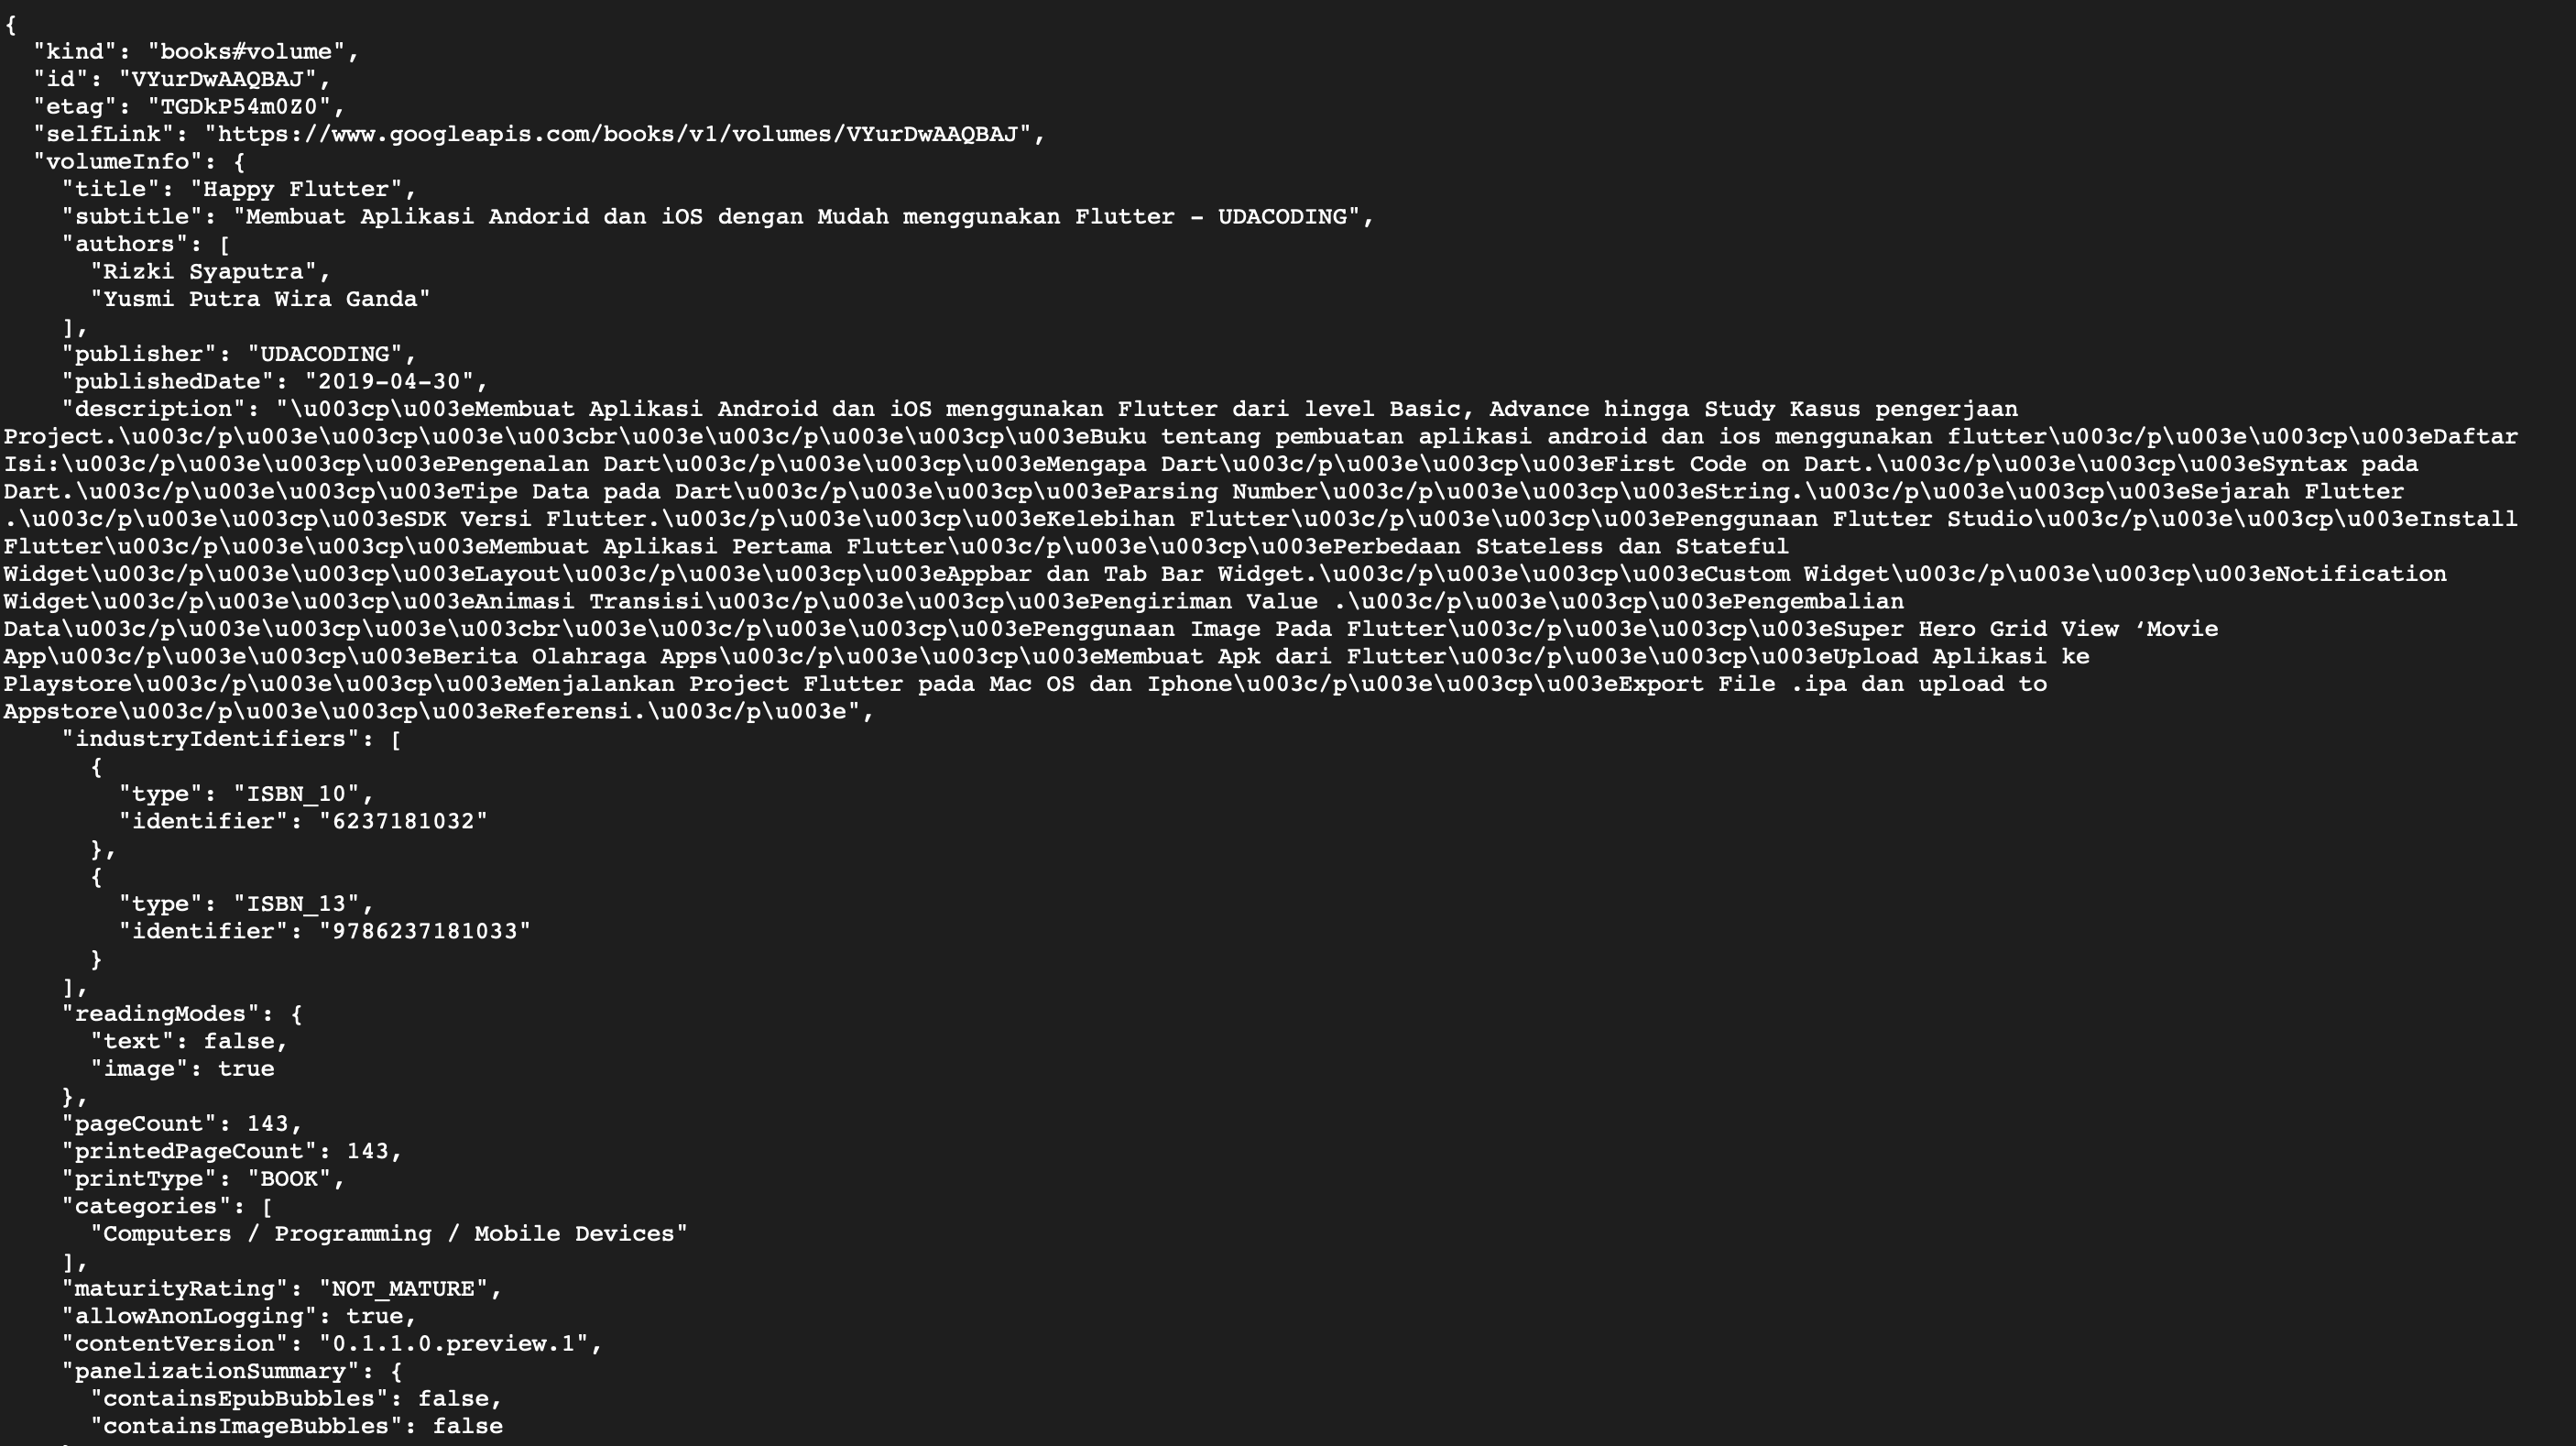 {
  "kind": "books#volume",
  "id": "VYurDwAAQBAJ",
  "etag": "TGDkP54m0Z0",
  "selfLink": "https://www.googleapis.com/books/v1/volumes/VYurDwAAQBAJ",
  "volumeInfo": {
    "title": "Happy Flutter",
    "subtitle": "Membuat Aplikasi Andorid dan iOS dengan Mudah menggunakan Flutter - UDACODING",
    "authors": [
      "Rizki Syaputra",
      "Yusmi Putra Wira Ganda"
    ],
    "publisher": "UDACODING",
    "publishedDate": "2019-04-30",
    "description": "\u003cp\u003eMembuat Aplikasi Android dan iOS menggunakan Flutter dari level Basic, Advance hingga Study Kasus pengerjaan
Project.\u003c/p\u003e\u003cp\u003e\u003cbr\u003e\u003c/p\u003e\u003cp\u003eBuku tentang pembuatan aplikasi android dan ios menggunakan flutter\u003c/p\u003e\u003cp\u003eDaftar
Isi:\u003c/p\u003e\u003cp\u003ePengenalan Dart\u003c/p\u003e\u003cp\u003eMengapa Dart\u003c/p\u003e\u003cp\u003eFirst Code on Dart.\u003c/p\u003e\u003cp\u003eSyntax pada
Dart.\u003c/p\u003e\u003cp\u003eTipe Data pada Dart\u003c/p\u003e\u003cp\u003eParsing Number\u003c/p\u003e\u003cp\u003eString.\u003c/p\u003e\u003cp\u003eSejarah Flutter
.\u003c/p\u003e\u003cp\u003eSDK Versi Flutter.\u003c/p\u003e\u003cp\u003eKelebihan Flutter\u003c/p\u003e\u003cp\u003ePenggunaan Flutter Studio\u003c/p\u003e\u003cp\u003eInstall
Flutter\u003c/p\u003e\u003cp\u003eMembuat Aplikasi Pertama Flutter\u003c/p\u003e\u003cp\u003ePerbedaan Stateless dan Stateful
Widget\u003c/p\u003e\u003cp\u003eLayout\u003c/p\u003e\u003cp\u003eAppbar dan Tab Bar Widget.\u003c/p\u003e\u003cp\u003eCustom Widget\u003c/p\u003e\u003cp\u003eNotification
Widget\u003c/p\u003e\u003cp\u003eAnimasi Transisi\u003c/p\u003e\u003cp\u003ePengiriman Value .\u003c/p\u003e\u003cp\u003ePengembalian
Data\u003c/p\u003e\u003cp\u003e\u003cbr\u003e\u003c/p\u003e\u003cp\u003ePenggunaan Image Pada Flutter\u003c/p\u003e\u003cp\u003eSuper Hero Grid View ‘Movie
App\u003c/p\u003e\u003cp\u003eBerita Olahraga Apps\u003c/p\u003e\u003cp\u003eMembuat Apk dari Flutter\u003c/p\u003e\u003cp\u003eUpload Aplikasi ke
Playstore\u003c/p\u003e\u003cp\u003eMenjalankan Project Flutter pada Mac OS dan Iphone\u003c/p\u003e\u003cp\u003eExport File .ipa dan upload to
Appstore\u003c/p\u003e\u003cp\u003eReferensi.\u003c/p\u003e",
    "industryIdentifiers": [
      {
        "type": "ISBN_10",
        "identifier": "6237181032"
      },
      {
        "type": "ISBN_13",
        "identifier": "9786237181033"
      }
    ],
    "readingModes": {
      "text": false,
      "image": true
    },
    "pageCount": 143,
    "printedPageCount": 143,
    "printType": "BOOK",
    "categories": [
      "Computers / Programming / Mobile Devices"
    ],
    "maturityRating": "NOT_MATURE",
    "allowAnonLogging": true,
    "contentVersion": "0.1.1.0.preview.1",
    "panelizationSummary": {
      "containsEpubBubbles": false,
      "containsImageBubbles": false